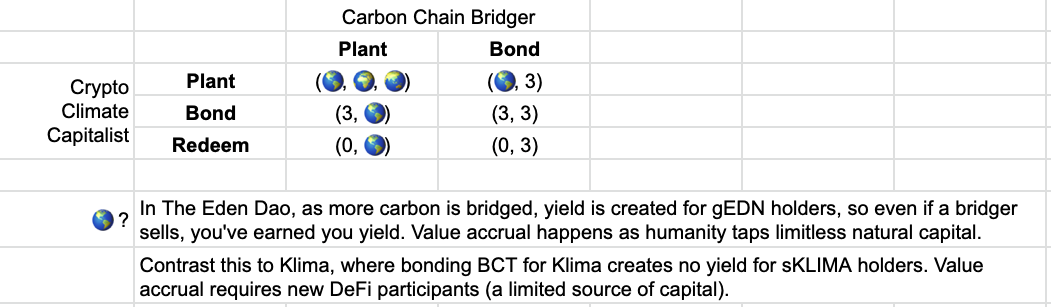 Carbon Chain Bridger
Plant Bond
Crypto Climate Capitalist
Plant (🌎, 🌍, 🌏) (🌎, 3)
Bond (3, 🌎) (3, 3)
Redeem (0, 🌎) (0, 3)
🌎? In The Eden Dao, as more carbon is bridged, yield is created for gEDN holders, so even if a bridger
sells, you've earned you yield. Value accrual happens as humanity taps limitless natural capital.
Contrast this to Klima, where bonding BCT for Klima creates no yield for sKLIMA holders. Value
accrual requires new DeFi participants (a limited source of capital).